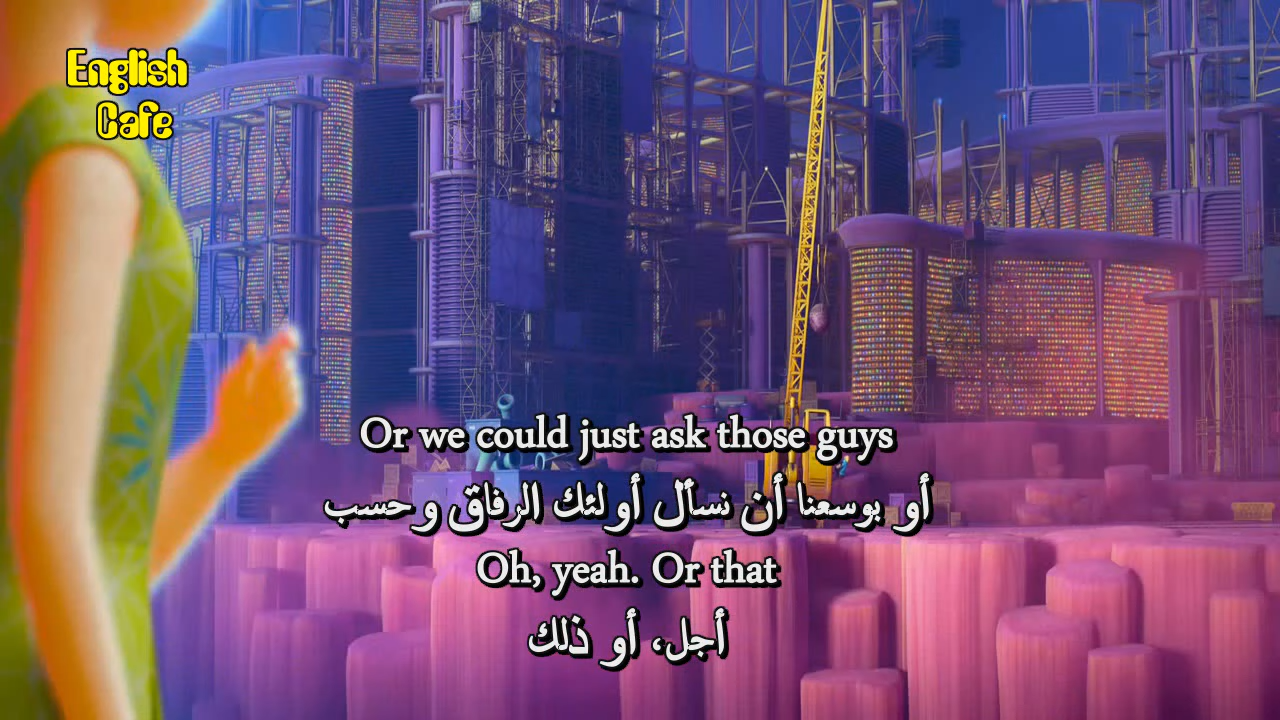 English
Cafe
Or we could just ask those guys
أو بوسعنا أن نسأل أولئك الرفاق وحسب
Oh, yeah. Or that
أجل، أو ذلك